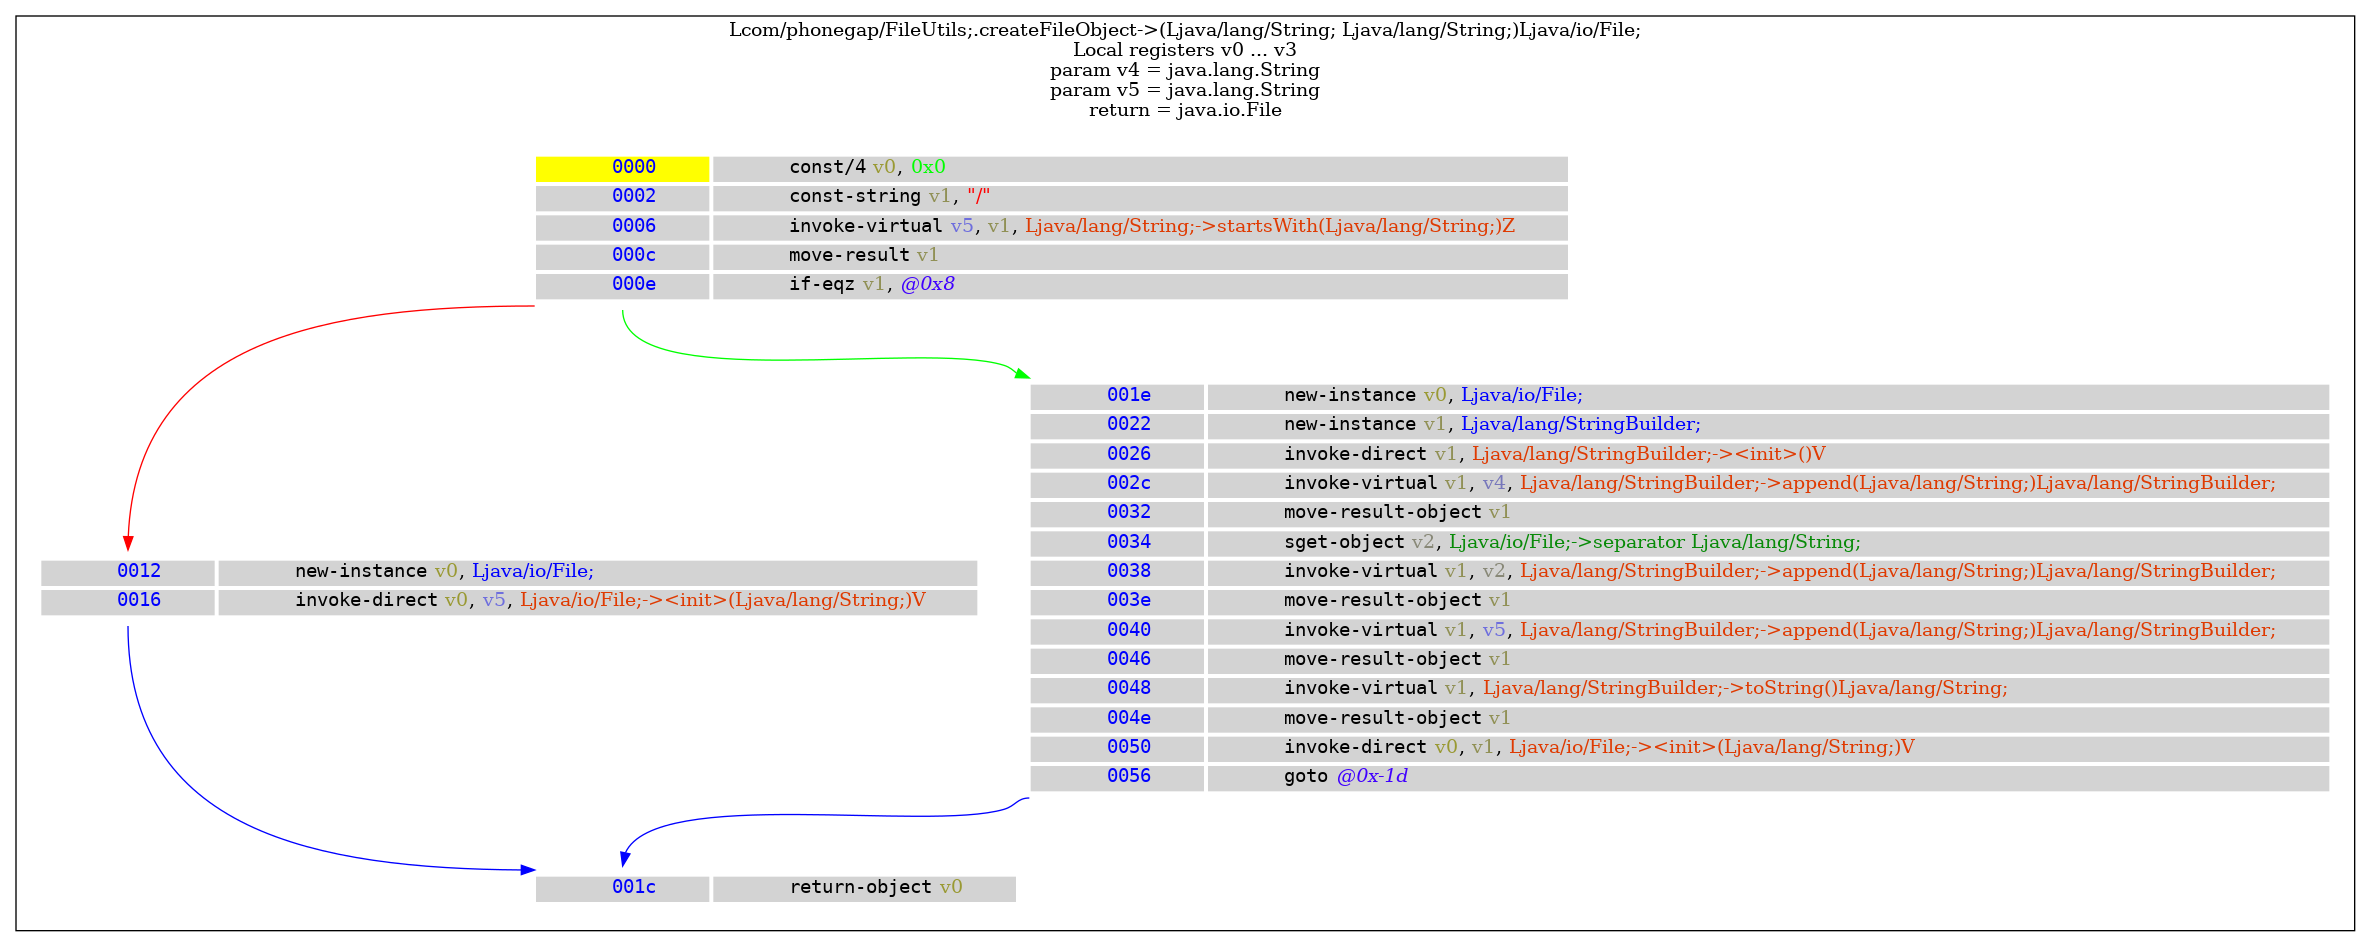 Lcom/phonegap/FileUtils;.createFileObject->(Ljava/lang/String; Ljava/lang/String;)Ljava/io/File;
Local registers v0 ... v3
param v4 = java.lang.String
param v5 = java.lang.String
return = java.io.File
0000 const/4 v0, 0x0
0002 const-string v1, "/"
0006 invoke-virtual v5, v1, Ljava/lang/String;->startsWith(Ljava/lang/String;)Z
000c move-result v1
000e if-eqz v1, @0x8
001e new-instance v0, Ljava/io/File;
0022 new-instance v1, Ljava/lang/StringBuilder;
0026 invoke-direct v1, Ljava/lang/StringBuilder;-><init>()V
002c invoke-virtual v1, v4, Ljava/lang/StringBuilder;->append(Ljava/lang/String;)Ljava/lang/StringBuilder;
0032 move-result-object v1
0034 sget-object v2, Ljava/io/File;->separator Ljava/lang/String;
0038 invoke-virtual v1, v2, Ljava/lang/StringBuilder;->append(Ljava/lang/String;)Ljava/lang/StringBuilder;
003e move-result-object v1
0040 invoke-virtual v1, v5, Ljava/lang/StringBuilder;->append(Ljava/lang/String;)Ljava/lang/StringBuilder;
0046 move-result-object v1
0048 invoke-virtual v1, Ljava/lang/StringBuilder;->toString()Ljava/lang/String;
004e move-result-object v1
0050 invoke-direct v0, v1, Ljava/io/File;-><init>(Ljava/lang/String;)V
0056 goto @0x-1d
0012 new-instance v0, Ljava/io/File;
0016 invoke-direct v0, v5, Ljava/io/File;-><init>(Ljava/lang/String;)V
001c return-object v0